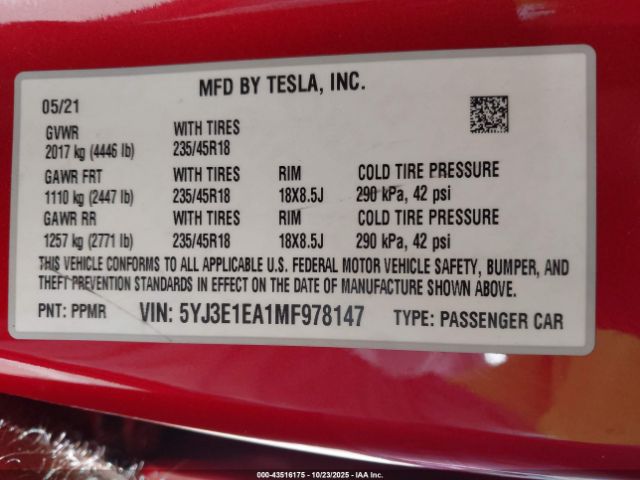 MFD BY TESLA, INC.
05/21
GVWR WITH TIRES
2017 kg (4446 lb) 235/45R18
GAWR FRT WITH TIRES RIM COLD TIRE PRESSURE
1110 kg (2447 lb) 235/45R18 18X8.5J 290 kPa, 42 psi
GAWR RR WITH TIRES RIM COLD TIRE PRESSURE
1257 kg (2771 lb) 235/45R18 18X8.5J 290 kPa, 42 psi
THIS VEHICLE CONFORMS TO ALL APPLICABLE U.S. FEDERAL MOTOR VEHICLE SAFETY, BUMPER, AND
THEFT PREVENTION STANDARDS IN EFFECT ON THE DATE OF MANUFACTURE SHOWN ABOVE.
PNT: PPMR VIN: 5YJ3E1EA1MF978147 TYPE: PASSENGER CAR
000-43516175 - 10/23/2025 - IAA Inc.